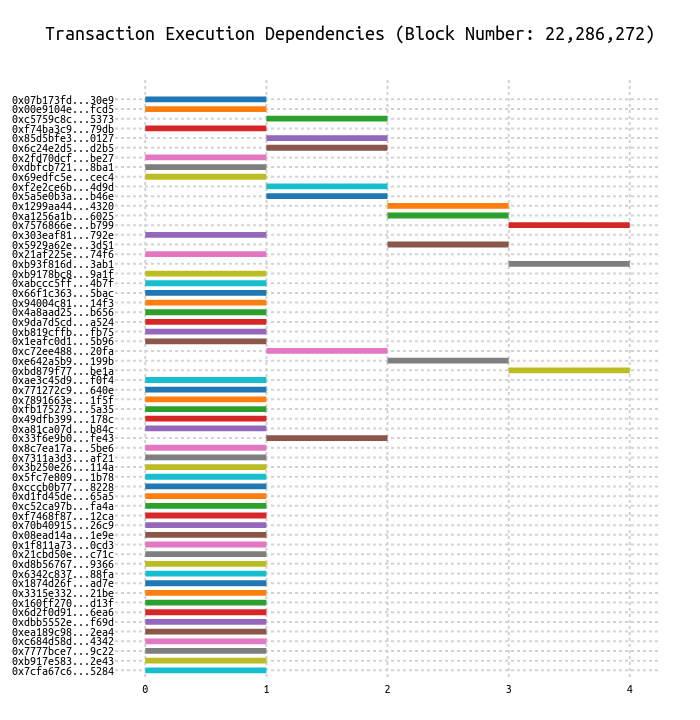 Transaction Execution Dependencies (Block Number: 22,286,272)
0x07b173fd...30e9
0x00e9104e...fcd5
0xc5759c8c...5373
0xf74ba3c9...79db
0x85d5bfe3...0127
0x6c24e2d5...d2b5
0x2fd70dcf...be27
0xdbfcb721...8ba1
0x69edfc5e...cec4
0xf2e2ce6b...4d9d
0x5a5e0b3a...b46e
0x1299aa44...4320
0xa1256a1b...6025
0x7576866e...b799
0x303eaf81...792e
0x5929a62e...3d51
0x21af225e...74f6
0xb93f816d...3ab1
0xb9178bc8...9a1f
0xabccc5ff...4b7f
0x66f1c363...5bac
0x94004c81...14f3
0x4a8aad25...b656
0x9da7d5cd...a524
0xb819cffb...fb75
0x1eafc0d1...5b96
0xc72ee488...20fa
0xe642a5b9...199b
0xbd879f77...be1a
0xae3c45d9...f0f4
0x771272c9...640e
0x7891663e...1f5f
0xfb175273...5a35
0x49dfb399...178c
0xa81ca07d...b84c
0x33f6e9b0...fe43
0x8c7ea17a...5be6
0x7311a3d3...af21
0x3b250e26...114a
0x5fc7e809...1b78
0xcccb0b77...8228
0xd1fd45de...65a5
0xc52ca97b...fa4a
0xf7468f87...12ca
0x70b40915...26c9
0x08ead14a...1e9e
0x1f811a73...0cd3
0x21cbd50e...c71c
0xd8b56767...9366
0x6342c837...88fa
0x1874d26f...ad7e
0x3315e332...21be
0x160ff270...d13f
0x6d2f0d91...6ea6
0xdbb5552e...f69d
0xea189c98...2ea4
0xc684d58d...4342
0x7777bce7...9c22
0xb917e583...2e43
0x7cfa67c6...5284
0 1 2 3 4